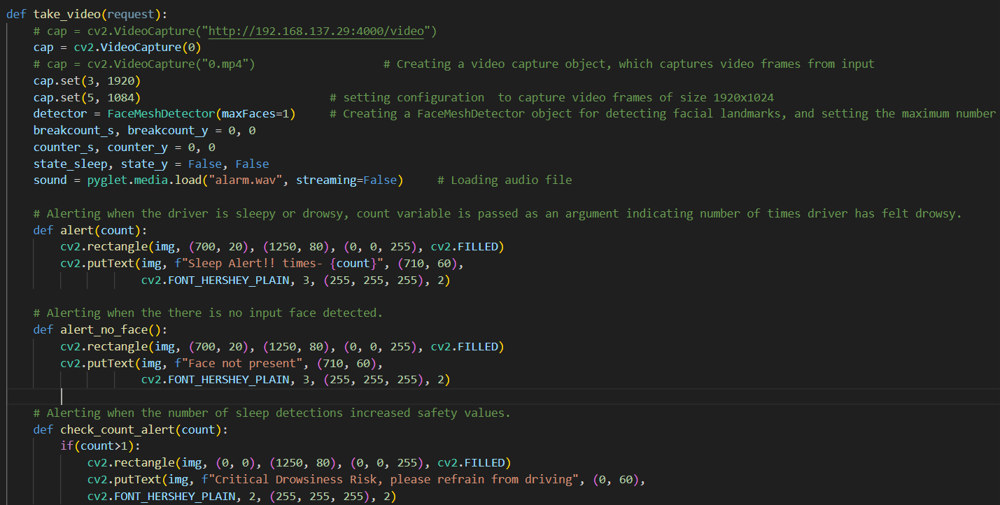 def take_video(request):
    # cap = cv2.VideoCapture("http://192.168.137.29:4000/video")
    cap = cv2.VideoCapture(0)
    # cap = cv2.VideoCapture("0.mp4")                   # Creating a video capture object, which captures video frames from input
    cap.set(3, 1920)
    cap.set(5, 1084)                            # setting configuration  to capture video frames of size 1920x1024
    detector = FaceMeshDetector(maxFaces=1)     # Creating a FaceMeshDetector object for detecting facial landmarks, and setting the maximum number
    breakcount_s, breakcount_y = 0, 0
    counter_s, counter_y = 0, 0
    state_sleep, state_y = False, False
    sound = pyglet.media.load("alarm.wav", streaming=False)     # Loading audio file

    # Alerting when the driver is sleepy or drowsy, count variable is passed as an argument indicating number of times driver has felt drowsy.
    def alert(count):
        cv2.rectangle(img, (700, 20), (1250, 80), (0, 0, 255), cv2.FILLED)
        cv2.putText(img, f"Sleep Alert!! times- {count}", (710, 60),
                    cv2.FONT_HERSHEY_PLAIN, 3, (255, 255, 255), 2)

    # Alerting when the there is no input face detected.
    def alert_no_face():
        cv2.rectangle(img, (700, 20), (1250, 80), (0, 0, 255), cv2.FILLED)
        cv2.putText(img, f"Face not present", (710, 60),
                    cv2.FONT_HERSHEY_PLAIN, 3, (255, 255, 255), 2)

    # Alerting when the number of sleep detections increased safety values.
    def check_count_alert(count):
        if(count>1):
            cv2.rectangle(img, (0, 0), (1250, 80), (0, 0, 255), cv2.FILLED)
            cv2.putText(img, f"Critical Drowsiness Risk, please refrain from driving", (0, 60),
            cv2.FONT_HERSHEY_PLAIN, 2, (255, 255, 255), 2)